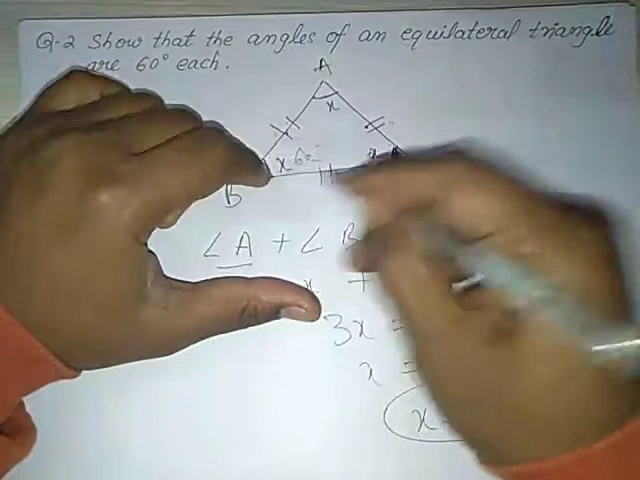 Q-2 Show that the angles of an equilateral triangle
are 60° each.
A
x
x 60° x
B
∠A + ∠B
x +
3x =
x =
x